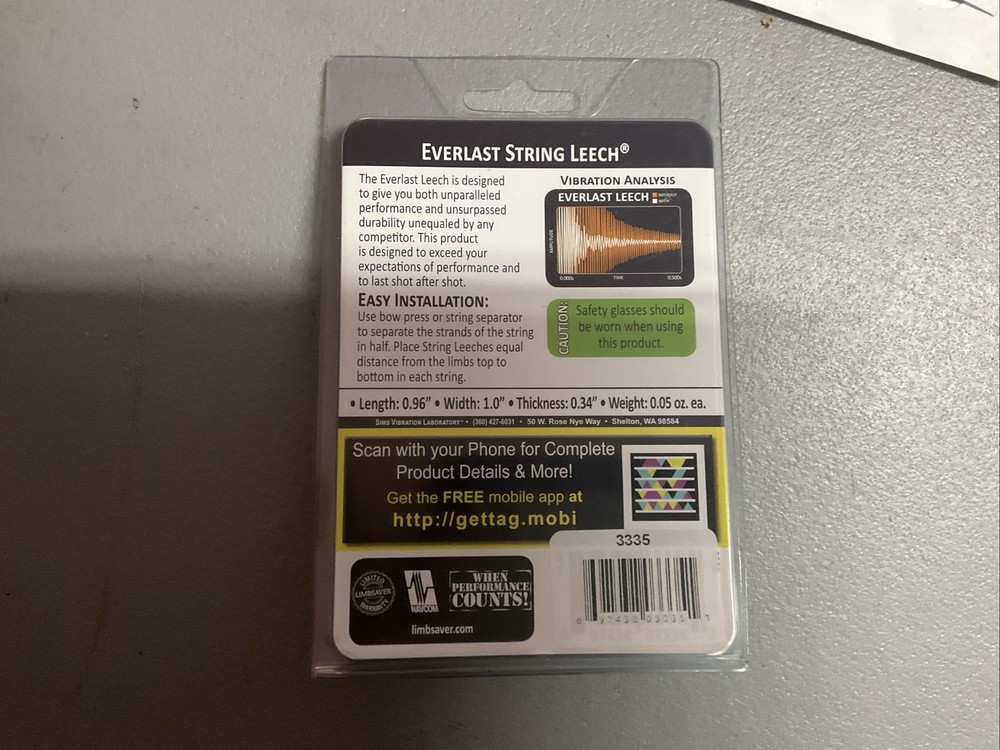 EVERLAST STRING LEECH®
The Everlast Leech is designed
to give you both unparalleled
performance and unsurpassed
durability unequaled by any
competitor. This product
is designed to exceed your
expectations of performance and
to last shot after shot.
EASY INSTALLATION:
Use bow press or string separator
to separate the strands of the string
in half. Place String Leeches equal
distance from the limbs top to
bottom in each string.
VIBRATION ANALYSIS
EVERLAST LEECH
WITHOUT
WITH
AMPLITUDE
0.000s TIME 0.500s
CAUTION:
Safety glasses should
be worn when using
this product.
• Length: 0.96” • Width: 1.0” • Thickness: 0.34” • Weight: 0.05 oz. ea.
SIMS VIBRATION LABORATORY™ • (360) 427-6031 • 50 W. Rose Nye Way • Shelton, WA 98584
Scan with your Phone for Complete
Product Details & More!
Get the FREE mobile app at
http://gettag.mobi
LIMITED
LIMBSAVER
WARRANTY
NAVCOM
WHEN
PERFORMANCE
COUNTS!
limbsaver.com
3335